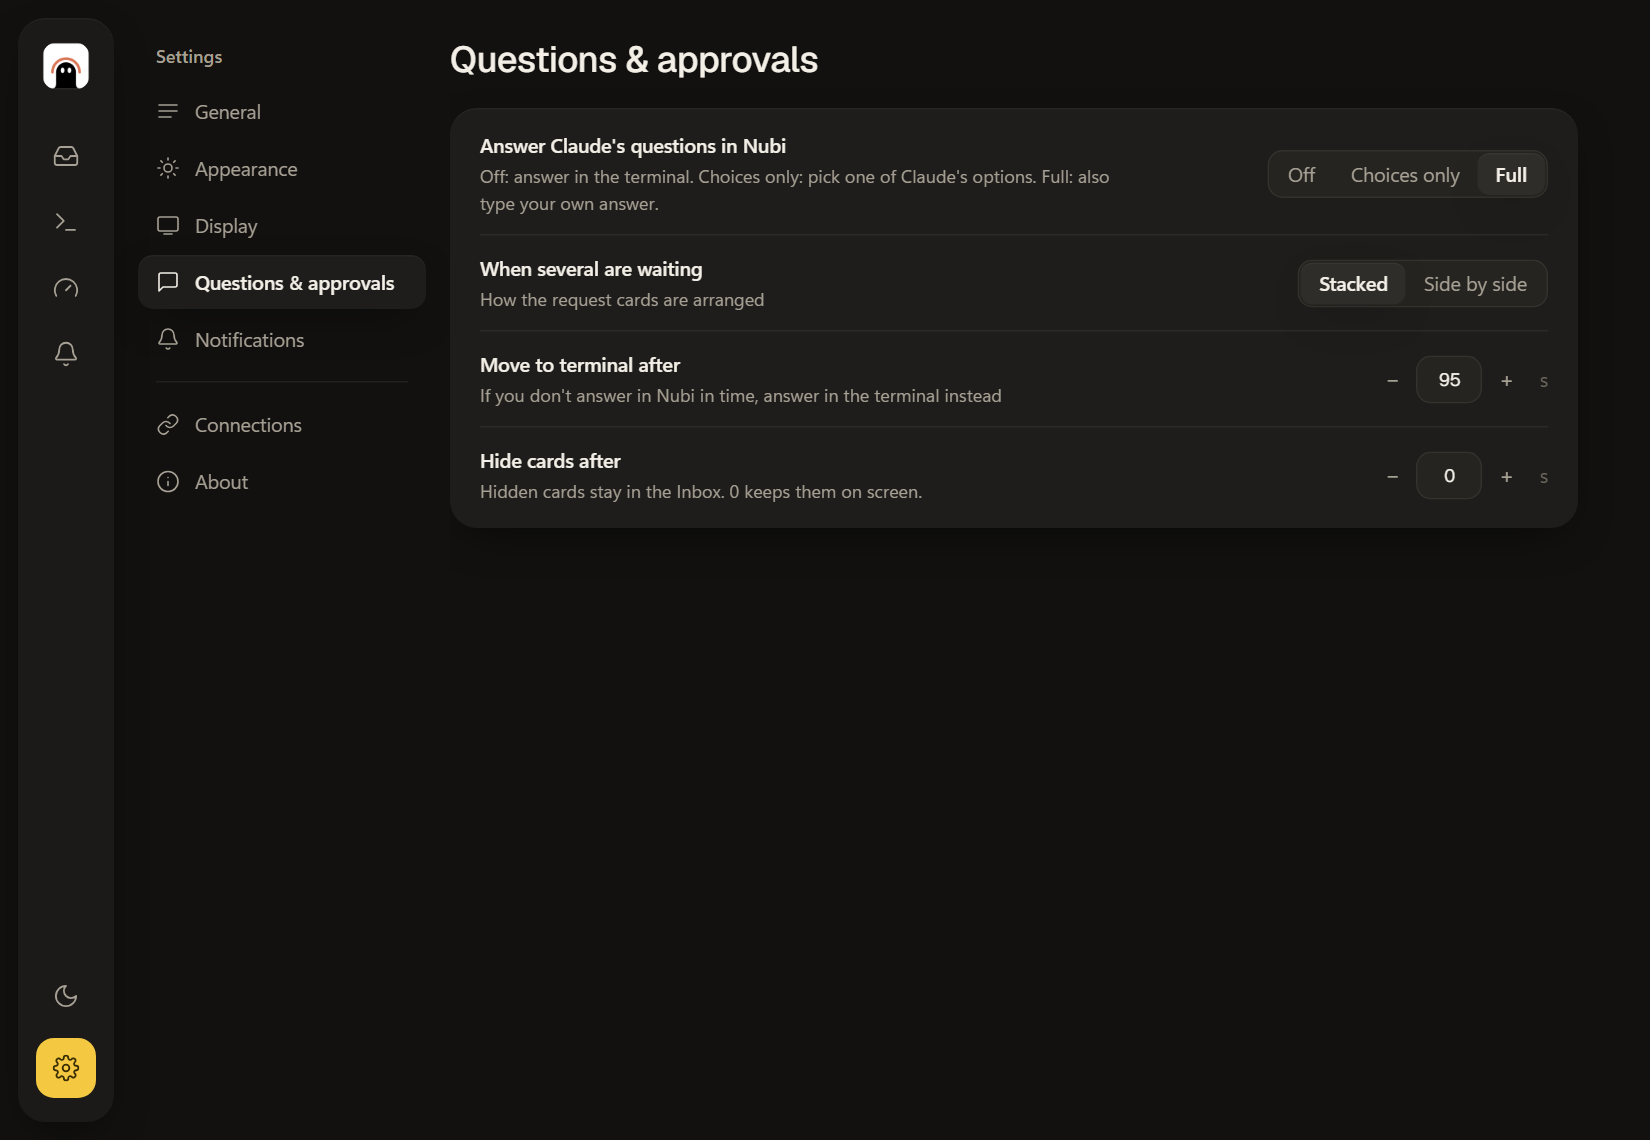 Settings
General
Appearance
Display
Questions & approvals
Notifications
Connections
About
Questions & approvals
Answer Claude's questions in Nubi
Off: answer in the terminal. Choices only: pick one of Claude's options. Full: also
type your own answer.
Off Choices only Full
When several are waiting
How the request cards are arranged
Stacked Side by side
Move to terminal after
If you don't answer in Nubi in time, answer in the terminal instead
− 95 + s
Hide cards after
Hidden cards stay in the Inbox. 0 keeps them on screen.
− 0 + s